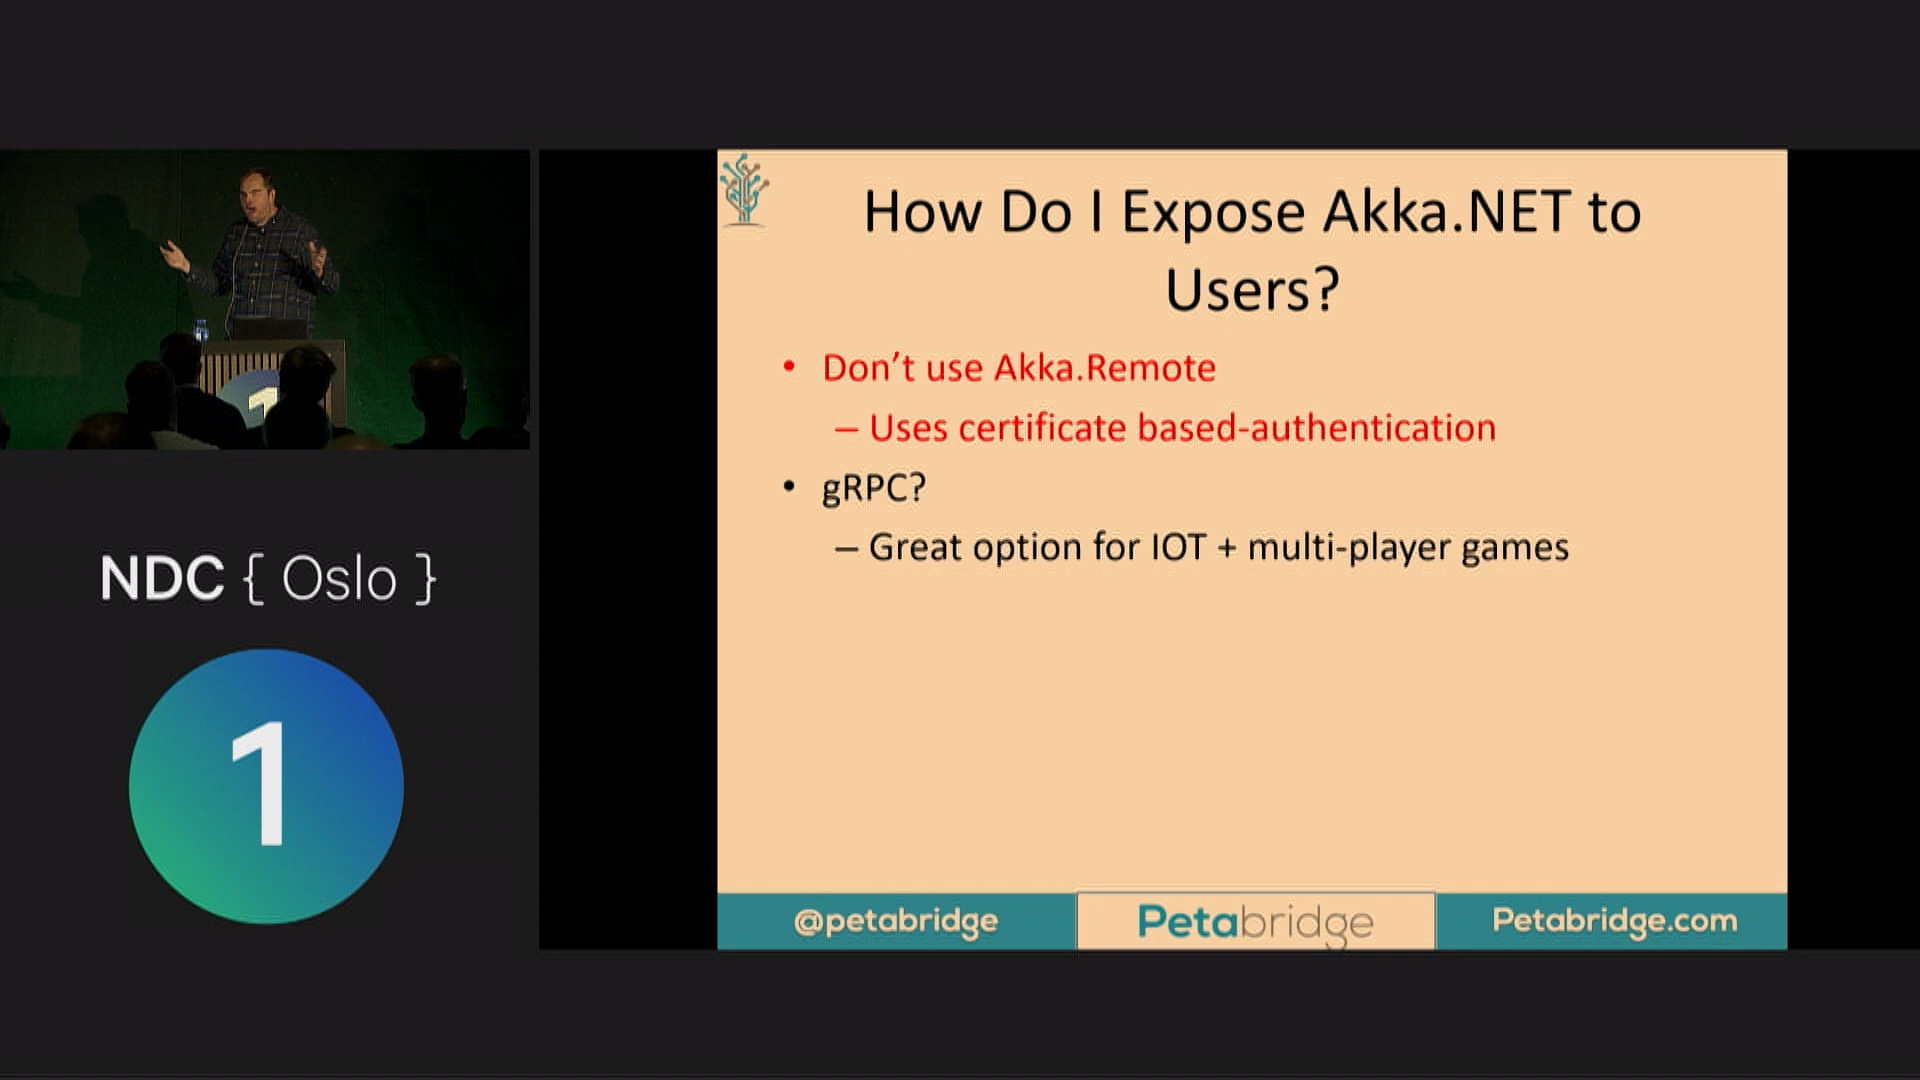 How Do I Expose Akka.NET to
Users?
• Don’t use Akka.Remote
– Uses certificate based-authentication
• gRPC?
– Great option for IOT + multi-player games
@petabridge
Petabridge
Petabridge.com
1
NDC { Oslo }
1